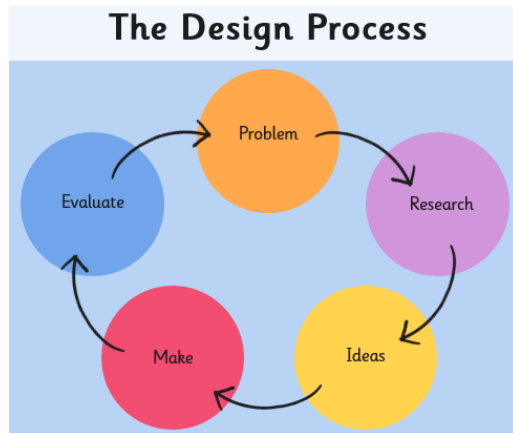 The Design Process
Problem
Research
Ideas
Make
Evaluate